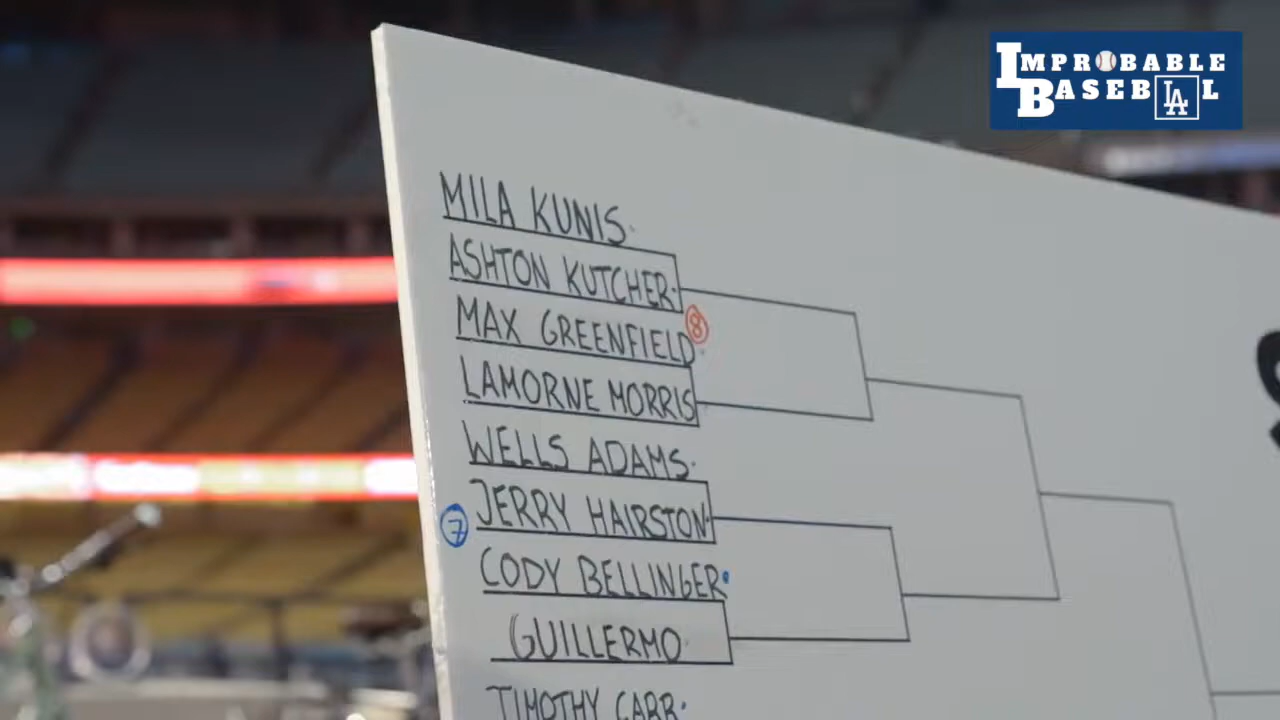 IMPROBABLE
BASEBALL
MILA KUNIS
ASHTON KUTCHER
MAX GREENFIELD
8
LAMORNE MORRIS
WELLS ADAMS
7 JERRY HAIRSTON
CODY BELLINGER
GUILLERMO
TIMOTHY CARR